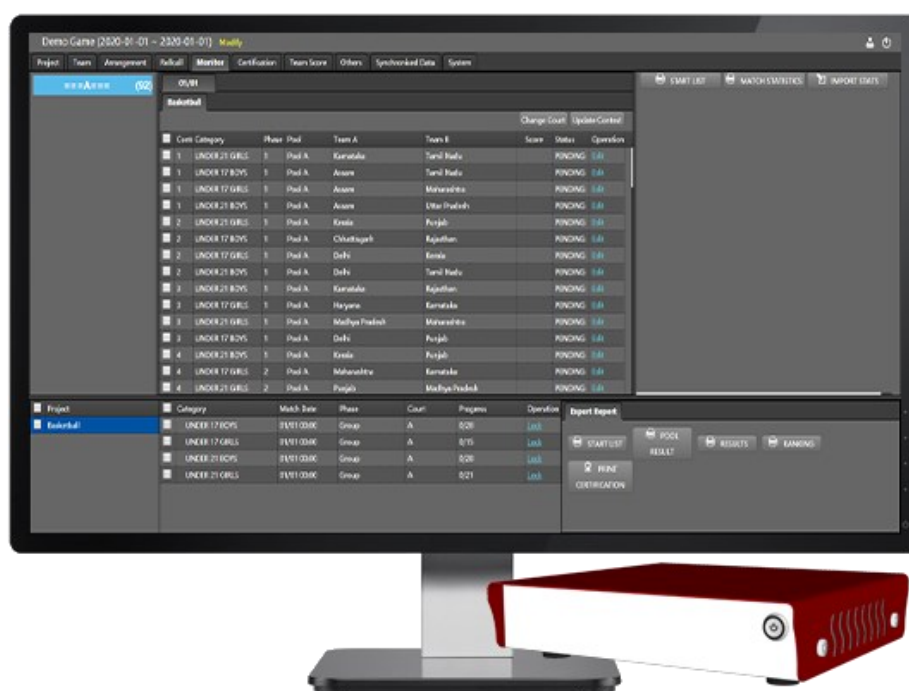 Demo Game (2020-01-01 ~ 2020-01-01) Modify
Project Team Arrangement Rollcall Monitor Certification Team Score Others Synchronised Data System
===A=== (92)
01/01
START LIST MATCH STATISTICS IMPORT STATS
Basketball
Change Court Update Contest
Category Phase Pool Team A Team B Score Status Operation
1 UNDER 21 GIRLS 1 Pool A Karnataka Tamil Nadu PENDING Edit
1 UNDER 17 BOYS 1 Pool A Assam Tamil Nadu PENDING Edit
1 UNDER 17 GIRLS 1 Pool A Assam Maharashtra PENDING Edit
1 UNDER 21 BOYS 1 Pool A Assam Uttar Pradesh PENDING Edit
2 UNDER 21 GIRLS 1 Pool A Kerala Punjab PENDING Edit
2 UNDER 17 BOYS 1 Pool A Chhattisgarh Rajasthan PENDING Edit
2 UNDER 17 GIRLS 1 Pool A Delhi Kerala PENDING Edit
2 UNDER 21 BOYS 1 Pool A Delhi Tamil Nadu PENDING Edit
3 UNDER 21 BOYS 1 Pool A Karnataka Rajasthan PENDING Edit
3 UNDER 17 GIRLS 1 Pool A Haryana Karnataka PENDING Edit
3 UNDER 21 GIRLS 1 Pool A Madhya Pradesh Maharashtra PENDING Edit
3 UNDER 17 BOYS 1 Pool A Delhi Punjab PENDING Edit
4 UNDER 21 BOYS 1 Pool A Kerala Punjab PENDING Edit
4 UNDER 17 GIRLS 2 Pool A Maharashtra Karnataka PENDING Edit
4 UNDER 21 GIRLS 2 Pool A Punjab Madhya Pradesh PENDING Edit
Project
Basketball
Category Match Date Phase Court Progress Operation
UNDER 17 BOYS 01/01 00:00 Group A 0/28 Lock
UNDER 17 GIRLS 01/01 00:00 Group A 0/15 Lock
UNDER 21 BOYS 01/01 00:00 Group A 0/28 Lock
UNDER 21 GIRLS 01/01 00:00 Group A 0/21 Lock
Export Report
START LIST POOL RESULT RESULTS RANKING
PRINT CERTIFICATION